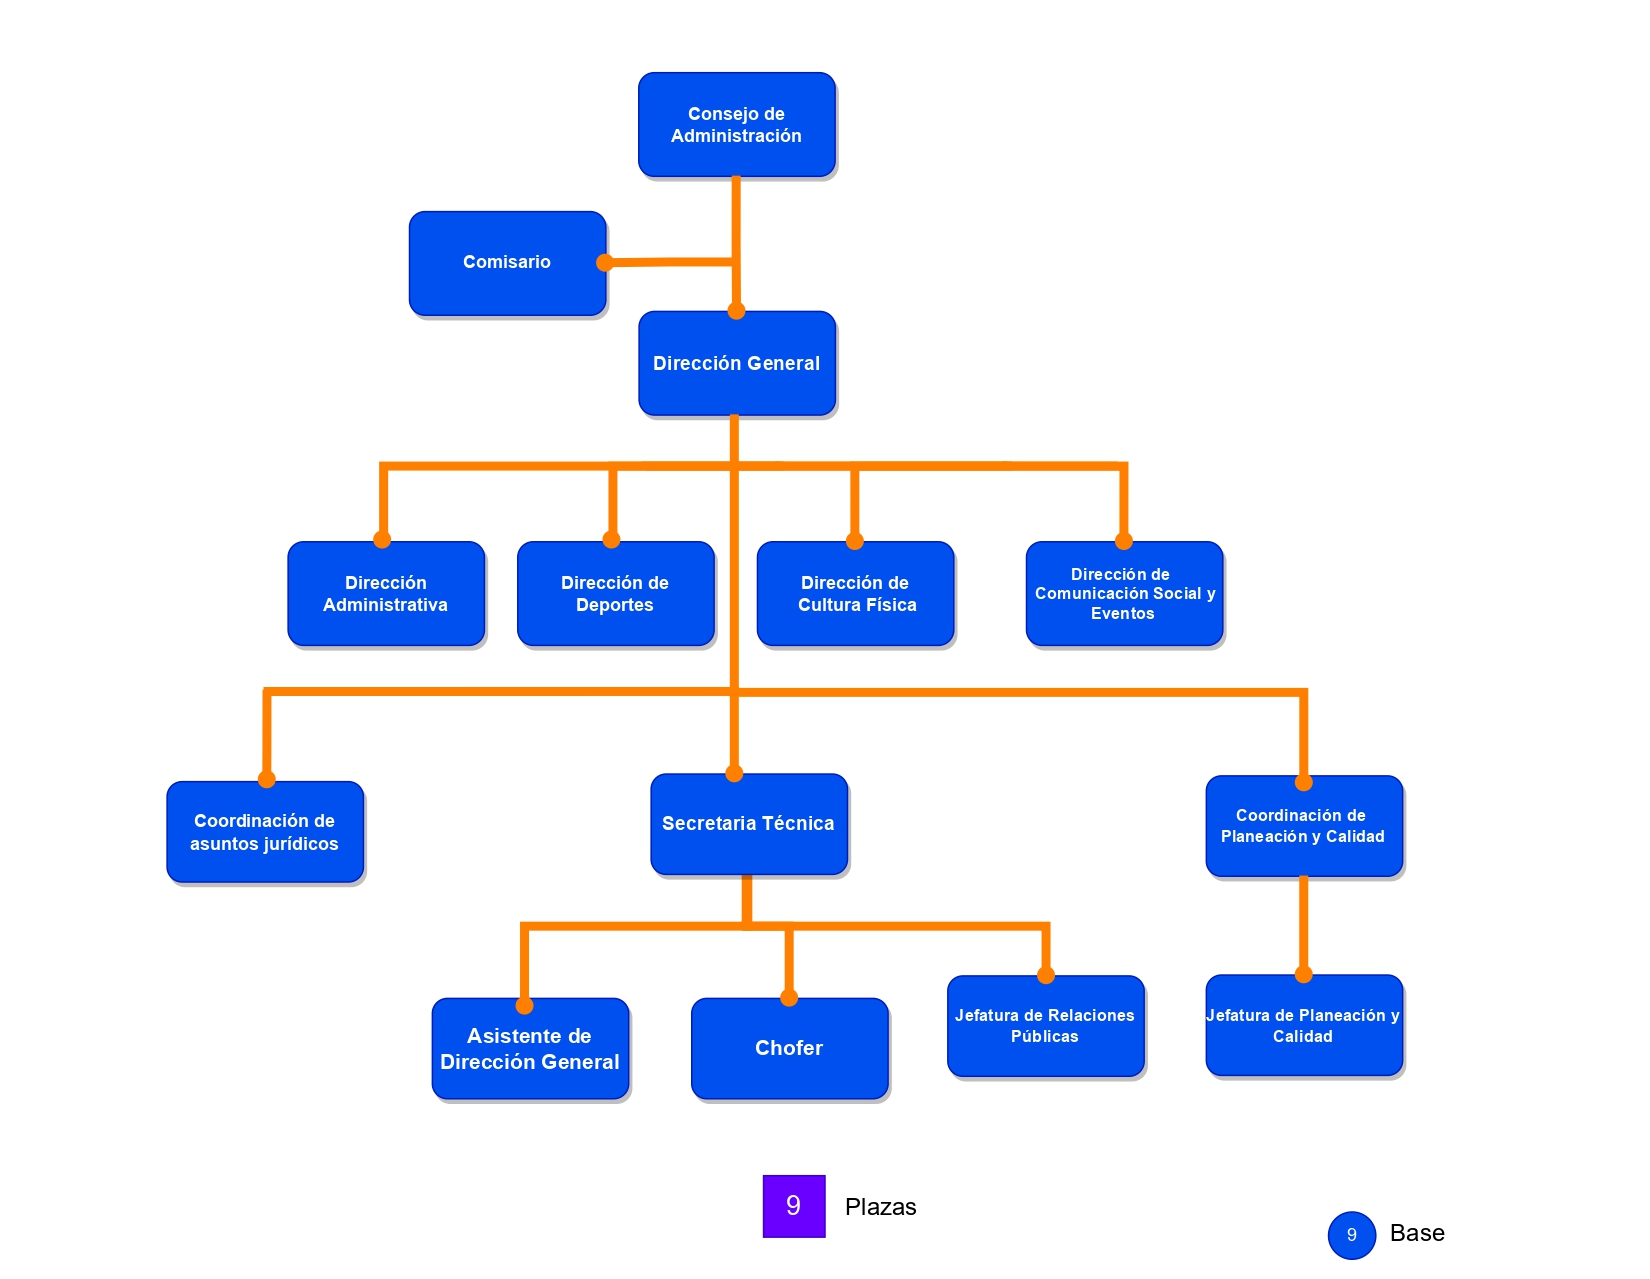 Consejo de
Administración
Comisario
Dirección General
Dirección
Administrativa
Dirección de
Deportes
Dirección de
Cultura Física
Dirección de
Comunicación Social y
Eventos
Coordinación de
asuntos jurídicos
Secretaria Técnica
Coordinación de
Planeación y Calidad
Asistente de
Dirección General
Chofer
Jefatura de Relaciones
Públicas
Jefatura de Planeación y
Calidad
9 Plazas
9 Base